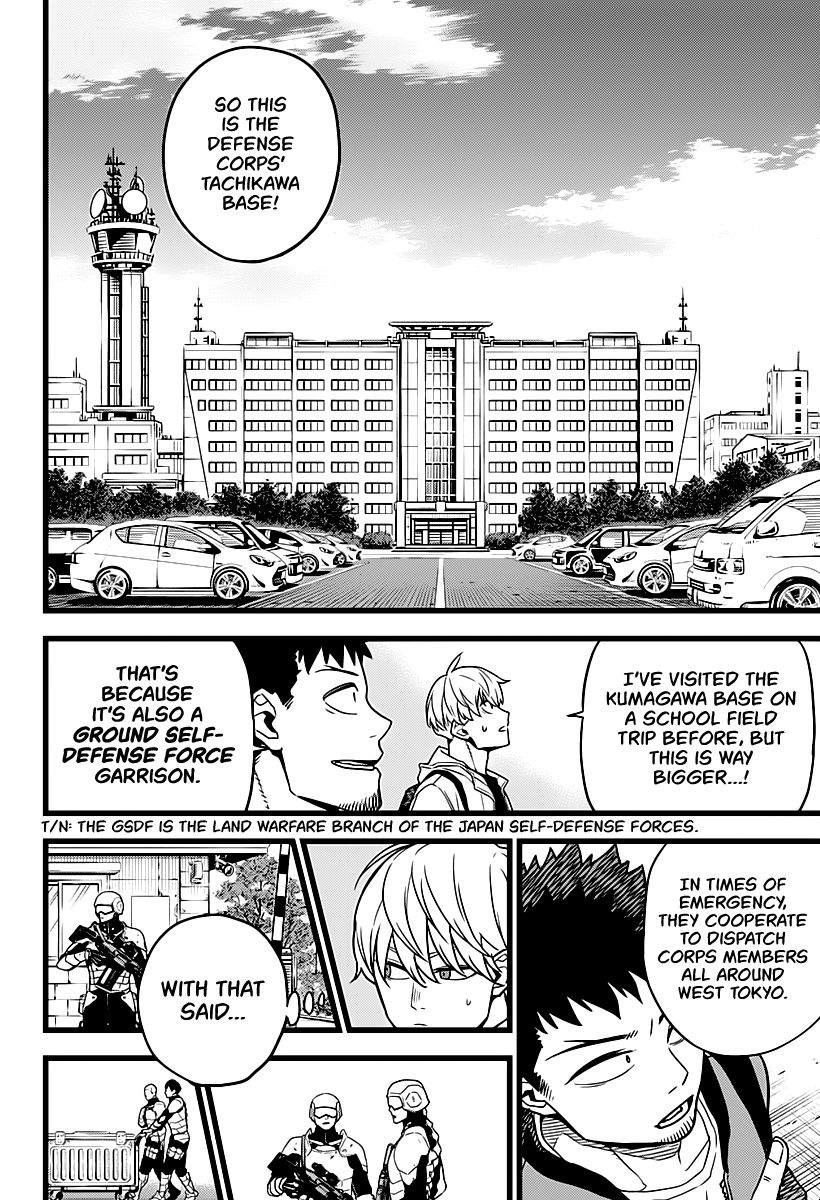 SO THIS
IS THE
DEFENSE
CORPS'
TACHIKAWA
BASE!
I'VE VISITED THE
KUMAGAWA BASE ON
A SCHOOL FIELD
TRIP BEFORE, BUT
THIS IS WAY
BIGGER...!
THAT'S
BECAUSE
IT'S ALSO A
GROUND SELF-
DEFENSE FORCE
GARRISON.
T/N: THE GSDF IS THE LAND WARFARE BRANCH OF THE JAPAN SELF-DEFENSE FORCES.
IN TIMES OF
EMERGENCY,
THEY COOPERATE
TO DISPATCH
CORPS MEMBERS
ALL AROUND
WEST TOKYO.
WITH THAT
SAID...